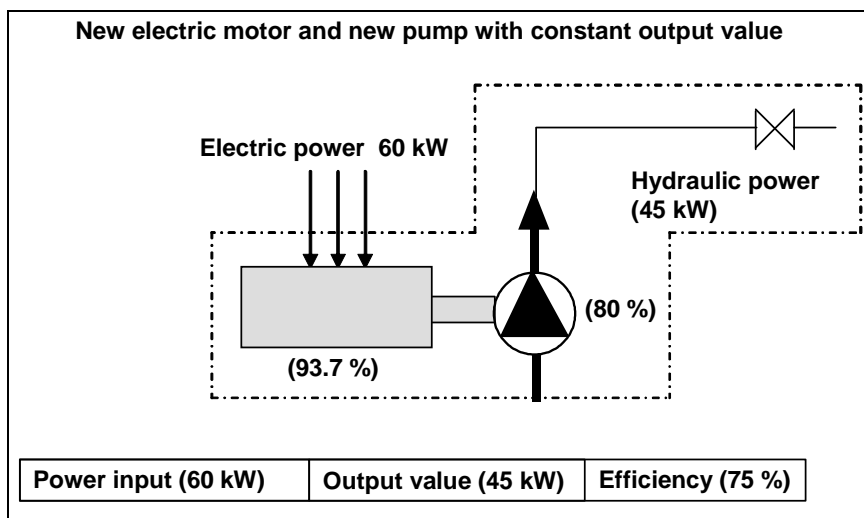 New electric motor and new pump with constant output value
Electric power 60 kW
Hydraulic power
(45 kW)
(80 %)
(93.7 %)
Power input (60 kW) Output value (45 kW) Efficiency (75 %)